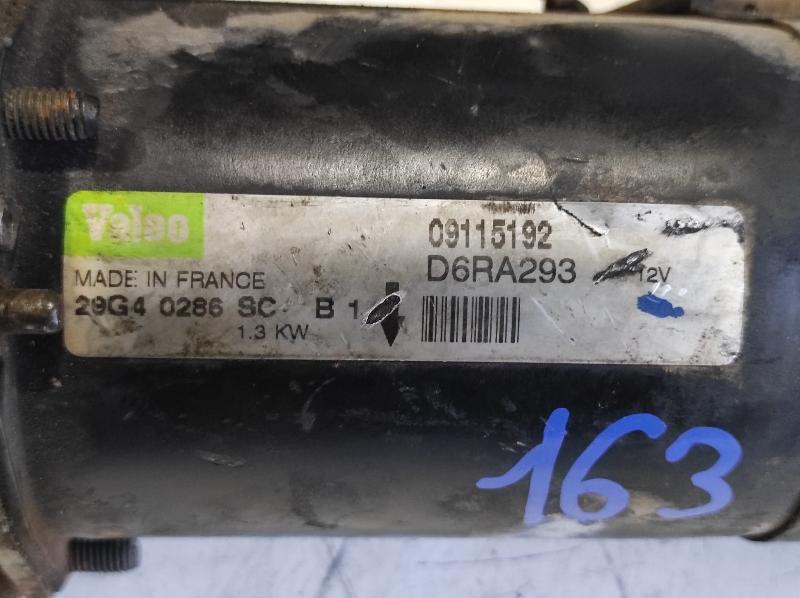 Valeo
09115192
MADE IN FRANCE
D6RA293 12V
29G4 0286 SC B 1
1.3 KW
163